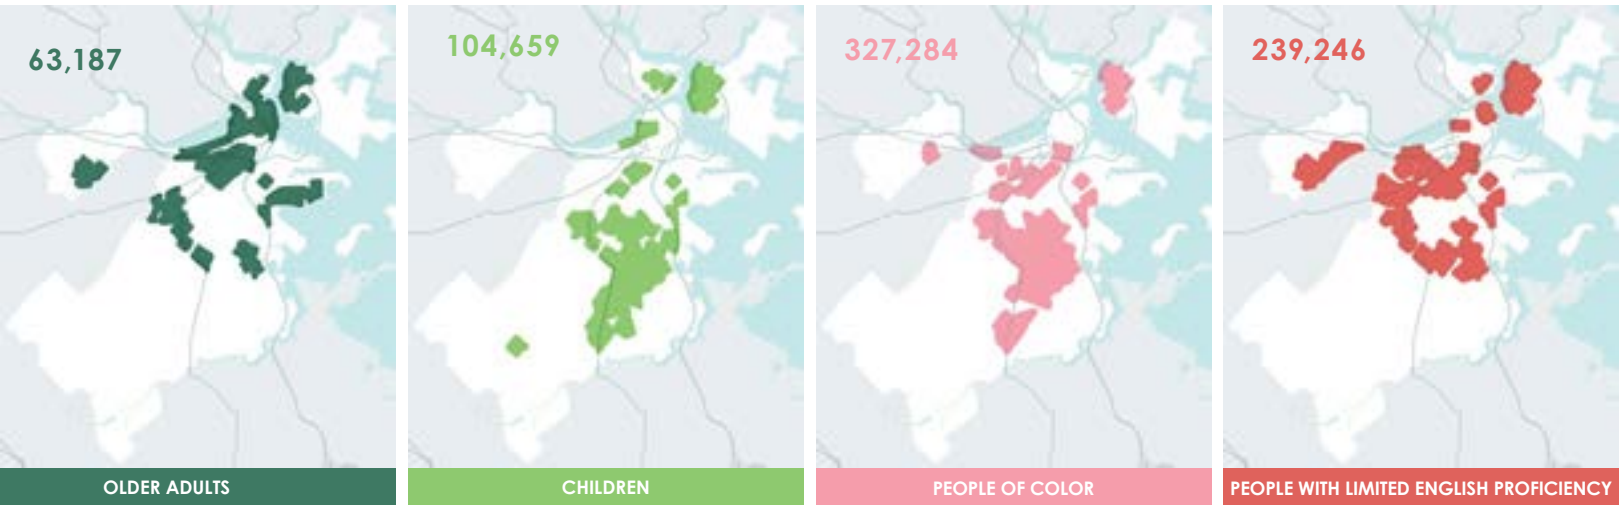 63,187
104,659
327,284
239,246
OLDER ADULTS
CHILDREN
PEOPLE OF COLOR
PEOPLE WITH LIMITED ENGLISH PROFICIENCY